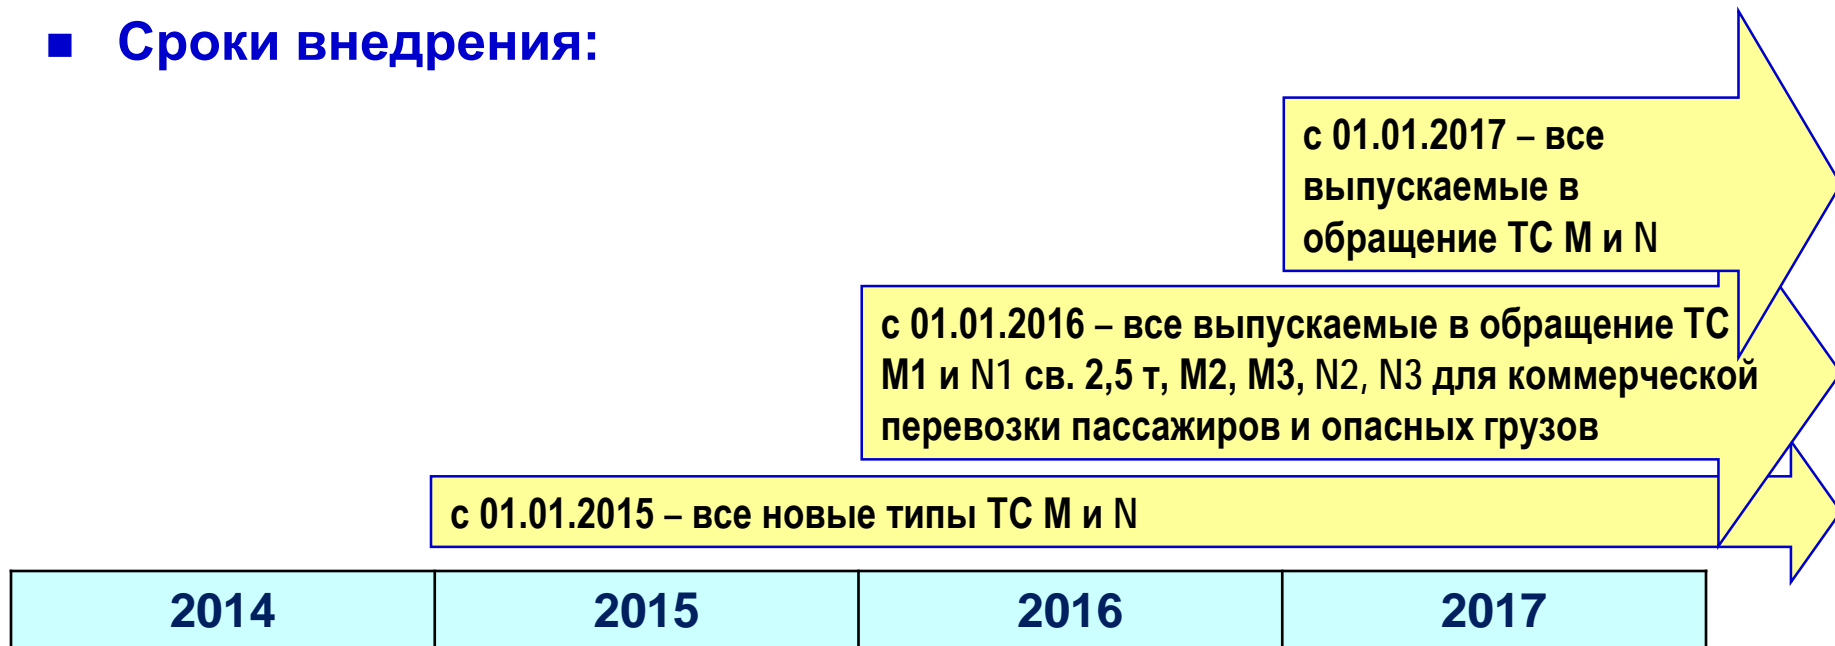 Сроки внедрения:
с 01.01.2017 – все
выпускаемые в
обращение ТС М и N
с 01.01.2016 – все выпускаемые в обращение ТС
М1 и N1 св. 2,5 т, М2, М3, N2, N3 для коммерческой
перевозки пассажиров и опасных грузов
с 01.01.2015 – все новые типы ТС М и N
2014 2015 2016 2017